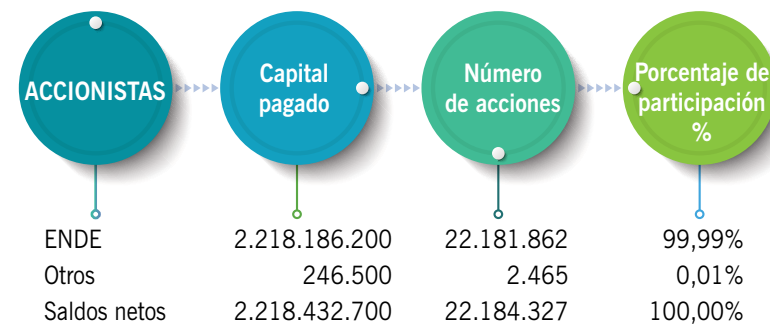 ACCIONISTAS
Capital
pagado
Número
de acciones
Porcentaje de
participación
%
ENDE 2.218.186.200 22.181.862 99,99%
Otros 246.500 2.465 0,01%
Saldos netos 2.218.432.700 22.184.327 100,00%